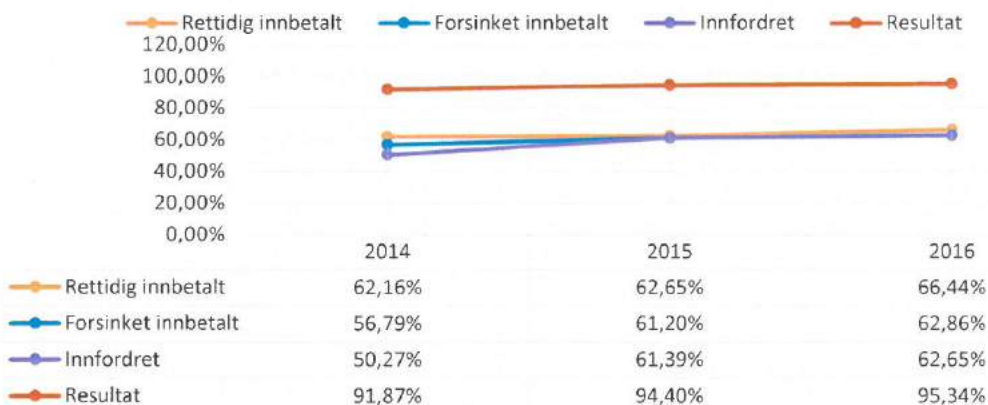 Rettidig innbetalt Forsinket innbetalt Innfordret Resultat
120,00%
100,00%
80,00%
60,00%
40,00%
20,00%
0,00%
2014 2015 2016
Rettidig innbetalt 62,16% 62,65% 66,44%
Forsinket innbetalt 56,79% 61,20% 62,86%
Innfordret 50,27% 61,39% 62,65%
Resultat 91,87% 94,40% 95,34%